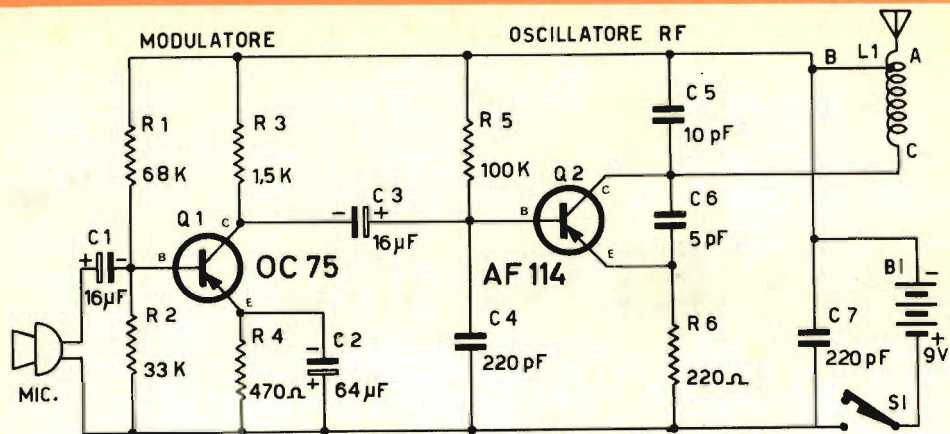 MODULATORE
OSCILLATORE RF
B
L1
A
C
R1
68K
R3
1,5K
R5
100K
C5
10pF
Q1
C
B
E
OC 75
C1
+
-
16µF
C3
-
+
16µF
Q2
C
B
E
AF 114
C6
5pF
MIC.
R2
33K
R4
470Ω
C2
-
+
64µF
C4
220pF
R6
220Ω
C7
220pF
B1
-
+
9V
S1